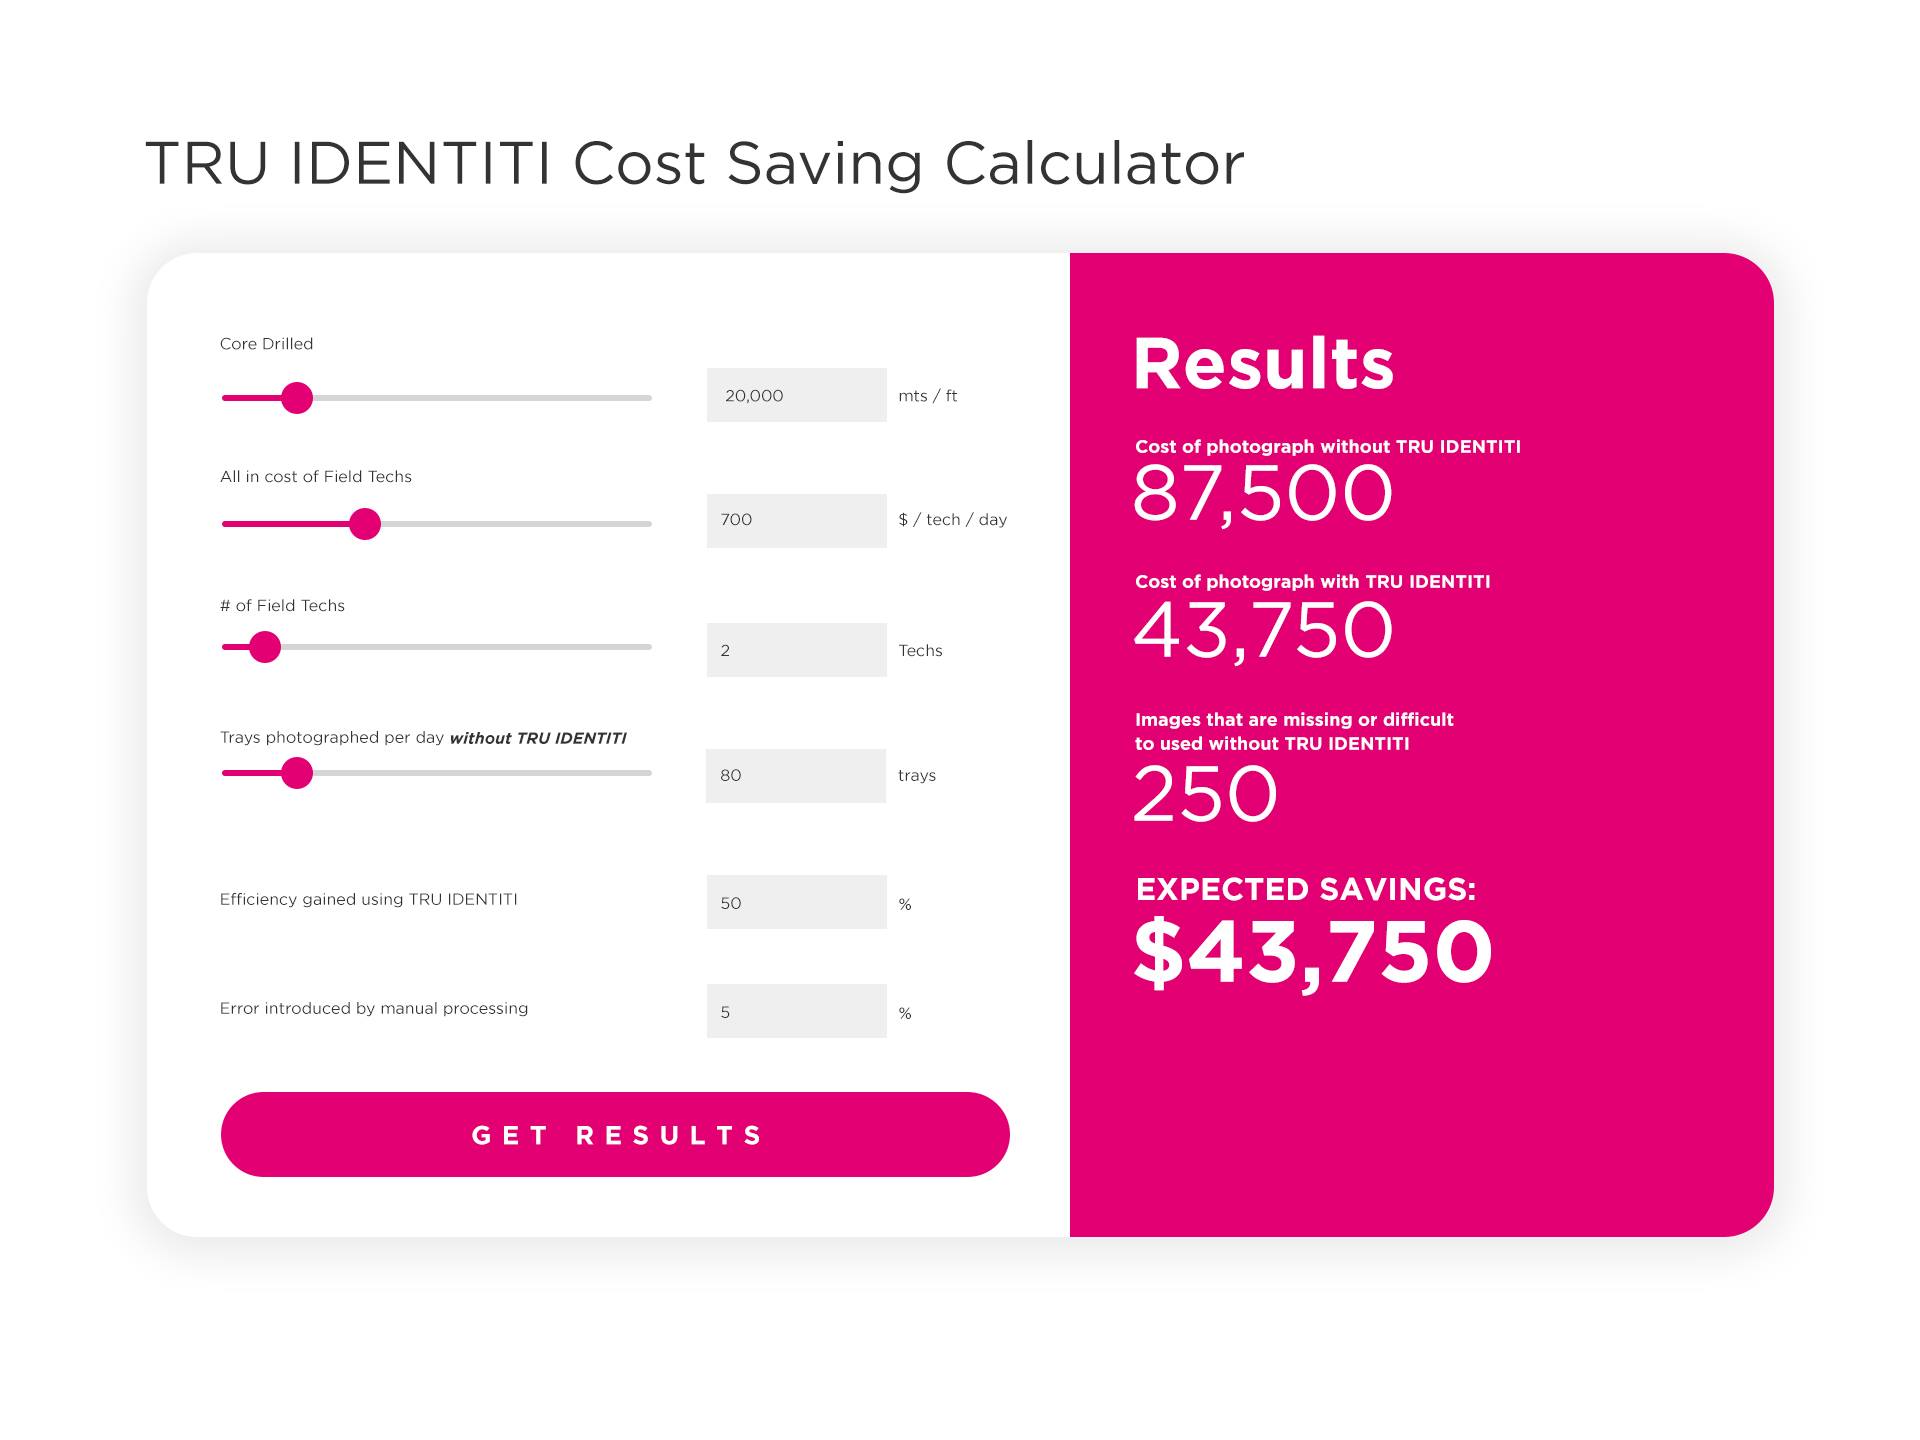 TRU IDENTITI Cost Saving Calculator
Core Drilled
20,000 mts / ft
All in cost of Field Techs
700 $ / tech / day
# of Field Techs
2 Techs
Trays photographed per day without TRU IDENTITI
80 trays
Efficiency gained using TRU IDENTITI
50 %
Error introduced by manual processing
5 %
GET RESULTS
Results
Cost of photograph without TRU IDENTITI
87,500
Cost of photograph with TRU IDENTITI
43,750
Images that are missing or difficult
to used without TRU IDENTITI
250
EXPECTED SAVINGS:
$43,750